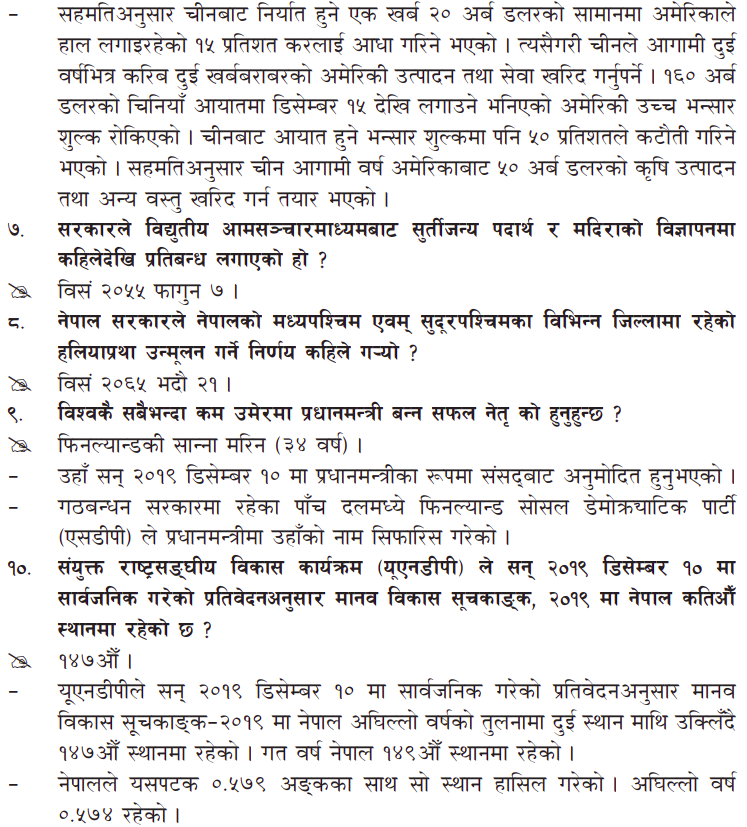 – सहमतिअनुसार चीनबाट निर्यात हुने एक खर्ब २० अर्ब डलरको सामानमा अमेरिकाले
हाल लगाइरहेको १५ प्रतिशत करलाई आधा गरिने भएको । त्यसैगरी चीनले आगामी दुई
वर्षभित्र करिब दुई खर्बबराबरको अमेरिकी उत्पादन तथा सेवा खरिद गर्नुपर्ने । १६० अर्ब
डलरको चिनियाँ आयातमा डिसेम्बर १५ देखि लगाउने भनिएको अमेरिकी उच्च भन्सार
शुल्क रोकिएको । चीनबाट आयात हुने भन्सार शुल्कमा पनि ५० प्रतिशतले कटौती गरिने
भएको । सहमतिअनुसार चीन आगामी वर्ष अमेरिकाबाट ५० अर्ब डलरको कृषि उत्पादन
तथा अन्य वस्तु खरिद गर्न तयार भएको ।
७. सरकारले विद्युतीय आमसञ्चारमाध्यमबाट सुर्तीजन्य पदार्थ र मदिराको विज्ञापनमा
कहिलेदेखि प्रतिबन्ध लगाएको हो ?
विसं २०५५ फागुन ७ ।
८. नेपाल सरकारले नेपालको मध्यपश्चिम एवम् सुदूरपश्चिमका विभिन्न जिल्लामा रहेको
हलियाप्रथा उन्मूलन गर्ने निर्णय कहिले गऱ्यो ?
विसं २०६५ भदौ २१ ।
९. विश्वकै सबैभन्दा कम उमेरमा प्रधानमन्त्री बन्न सफल नेतृ को हुनुहुन्छ ?
फिनल्यान्डकी सान्ना मरिन (३४ वर्ष) ।
– उहाँ सन् २०१९ डिसेम्बर १० मा प्रधानमन्त्रीका रूपमा संसद्बाट अनुमोदित हुनुभएको ।
– गठबन्धन सरकारमा रहेका पाँच दलमध्ये फिनल्यान्ड सोसल डेमोक्र्याटिक पार्टी
(एसडीपी) ले प्रधानमन्त्रीमा उहाँको नाम सिफारिस गरेको ।
१०. संयुक्त राष्ट्रसङ्घीय विकास कार्यक्रम (यूएनडीपी) ले सन् २०१९ डिसेम्बर १० मा
सार्वजनिक गरेको प्रतिवेदनअनुसार मानव विकास सूचकाङ्क, २०१९ मा नेपाल कतिऔँ
स्थानमा रहेको छ ?
१४७औँ ।
– यूएनडीपीले सन् २०१९ डिसेम्बर १० मा सार्वजनिक गरेको प्रतिवेदनअनुसार मानव
विकास सूचकाङ्क–२०१९ मा नेपाल अघिल्लो वर्षको तुलनामा दुई स्थान माथि उक्लिँदै
१४७औँ स्थानमा रहेको । गत वर्ष नेपाल १४९औँ स्थानमा रहेको ।
– नेपालले यसपटक ०.५७९ अङ्कका साथ सो स्थान हासिल गरेको । अघिल्लो वर्ष
०.५७४ रहेको ।